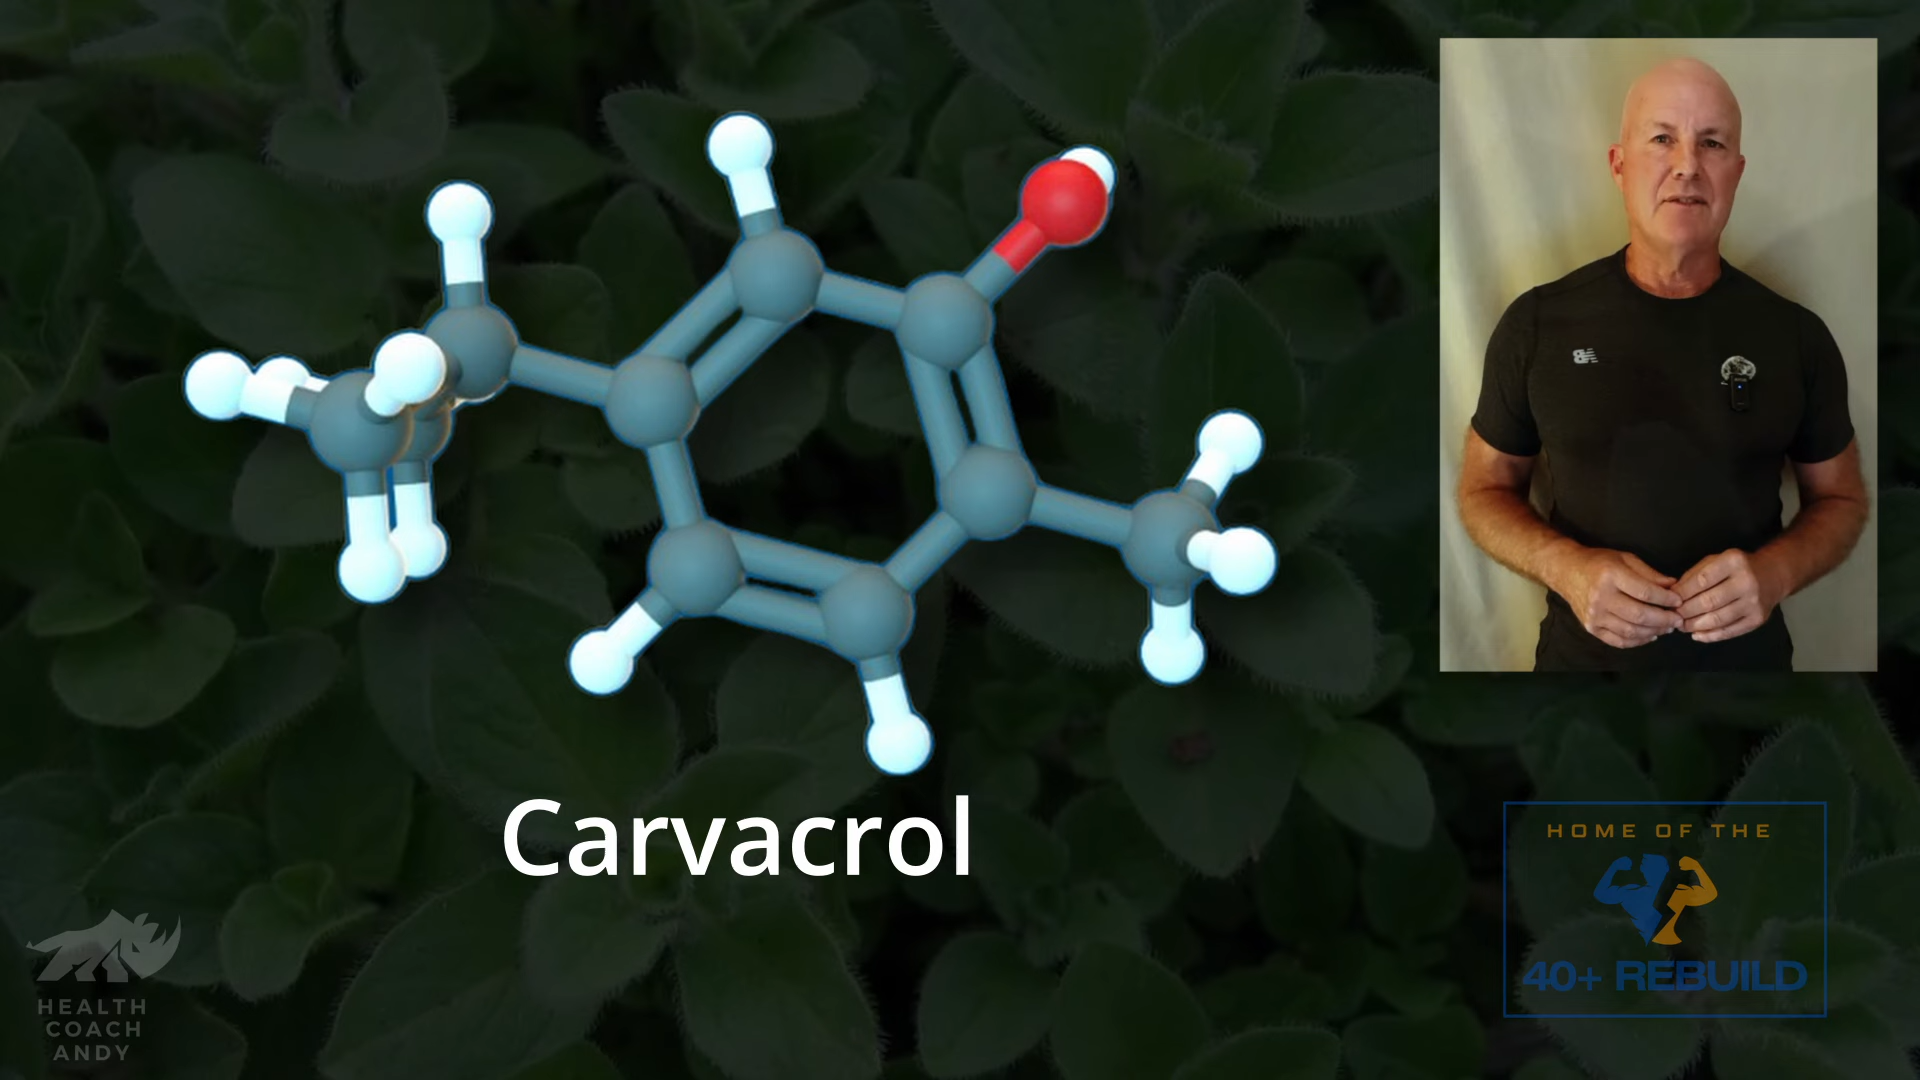 Carvacrol
HOME OF THE
40+ REBUILD
HEALTH
COACH
ANDY